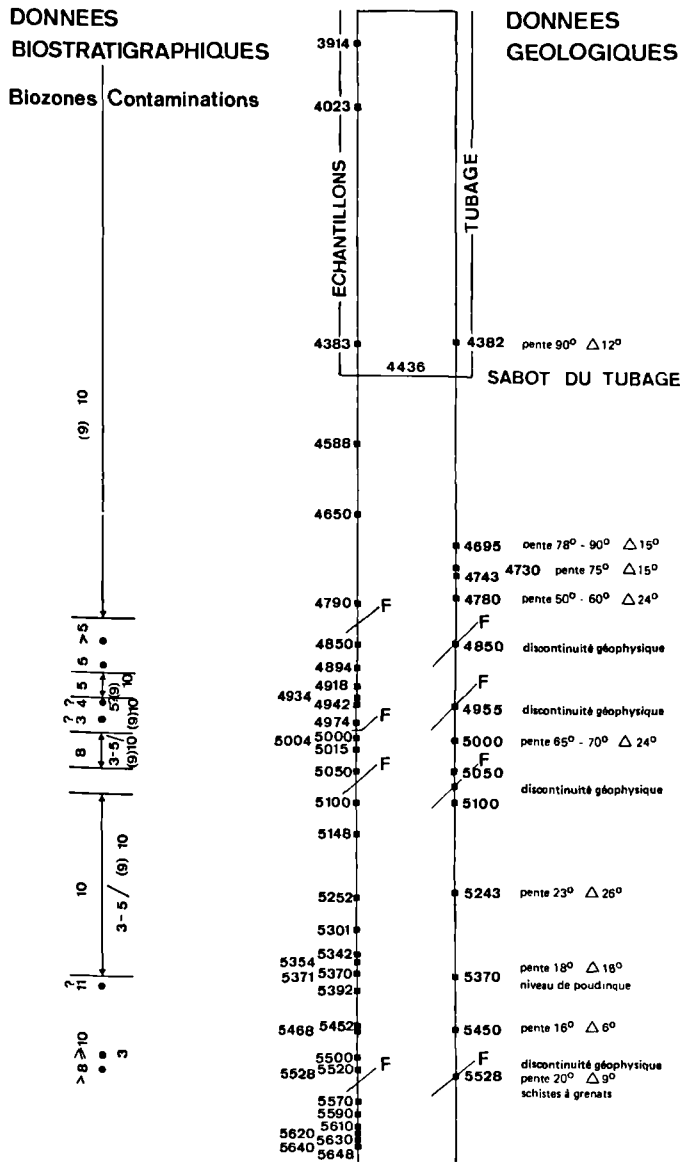 DONNEES
BIOSTRATIGRAPHIQUES
Biozones Contaminations
DONNEES
GEOLOGIQUES
ECHANTILLONS
TUBAGE
3914
4023
4383
4382 pente 90° △ 12°
4436
SABOT DU TUBAGE
(9) 10
4588
4650
4695 pente 78° - 90° △ 15°
4730 pente 75° △ 15°
4743
4780 pente 50° - 60° △ 24°
4790
F
F
> 5
4850
4850 discontinuité géophysique
5
4894
5
(9) 10
4918
F
4934
? 4
5?
4942
4955 discontinuité géophysique
? 3
(9)10
4974
F
5000
5004
5000 pente 65° - 70° △ 24°
8
3-5/
(9)10
5015
5050
F
F
5050
discontinuité géophysique
5100
5100
5148
10
3-5/ (9) 10
5252
5243 pente 23° △ 26°
5301
5342
5354
5370
5371
5370 pente 18° △ 16°
niveau de poudinque
? 11
5392
5452
5468
5450 pente 16° △ 6°
>8 ⩾10
3
5500
5520
5528
F
F
discontinuité géophysique
5528 pente 20° △ 9°
schistes à grenats
5570
5590
5610
5620
5630
5640
5648